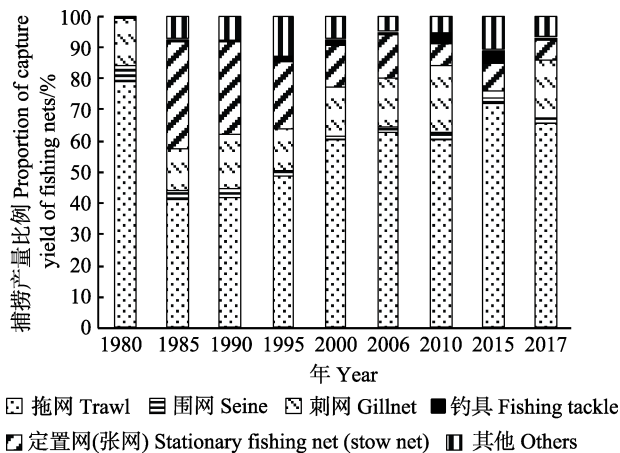 捕捞产量比例 Proportion of capture
yield of fishing nets/%
100
90
80
70
60
50
40
30
20
10
0
1980 1985 1990 1995 2000 2006 2010 2015 2017
年 Year
拖网 Trawl 围网 Seine 刺网 Gillnet 钓具 Fishing tackle
定置网(张网) Stationary fishing net (stow net) 其他 Others